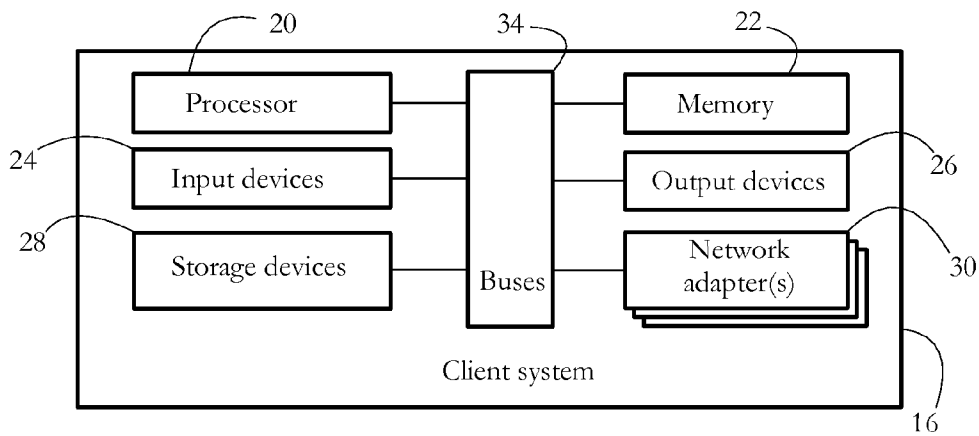 20
34
22
Processor
Memory
24
Input devices
Output devices
26
28
Storage devices
Buses
Network
adapter(s)
30
Client system
16